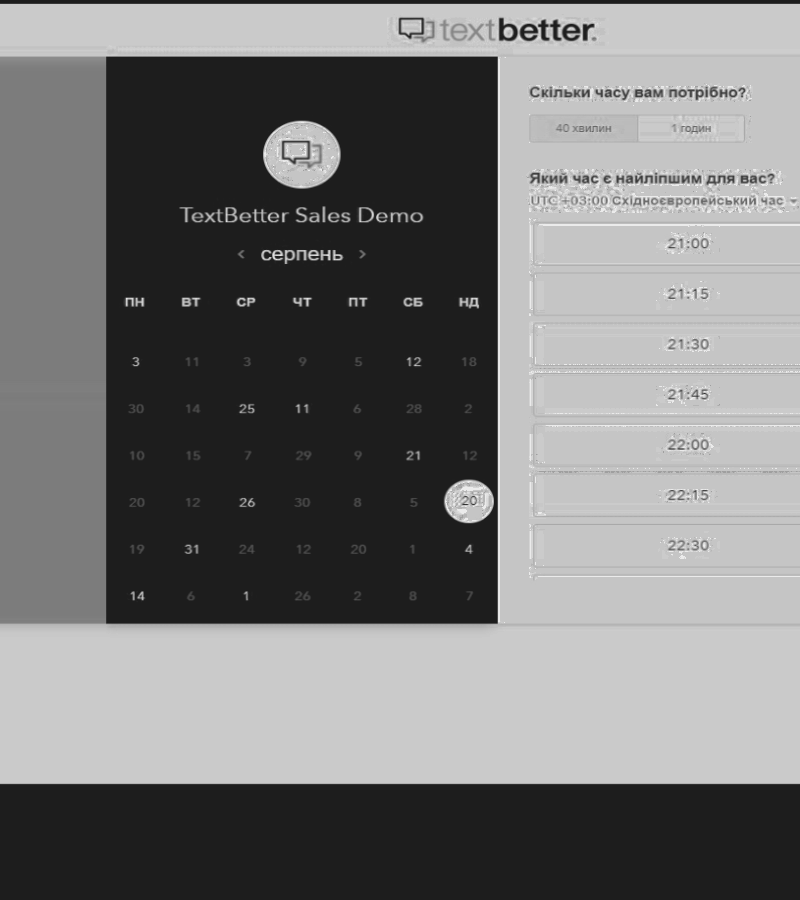 textbetter.
TextBetter Sales Demo
‹ серпень ›
ПН ВТ СР ЧТ ПТ СБ НД
3 11 3 9 5 12 18
30 14 25 11 6 28 2
10 15 7 29 9 21 12
20 12 26 30 8 5 20
19 31 24 12 20 1 4
14 6 1 26 2 8 7
Скільки часу вам потрібно?
40 хвилин 1 годин
Який час є найліпшим для вас?
UTC +03:00 Східноєвропейський час
21:00
21:15
21:30
21:45
22:00
22:15
22:30